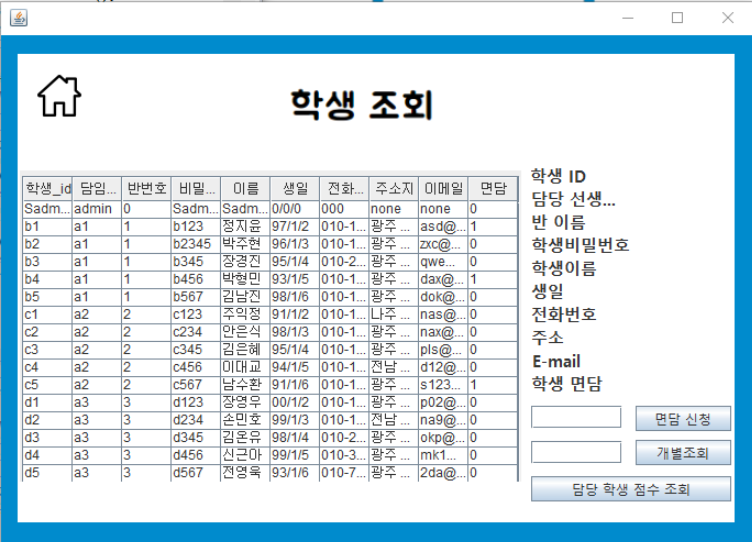 학생 조회
학생_id 담임... 반번호 비밀... 이름 생일 전화... 주소지 이메일 면담
Sadm... admin 0 Sadm... Sadm... 0/0/0 000 none none 0
b1 a1 1 b123 정지윤 97/1/2 010-1... 광주 ... asd@... 1
b2 a1 1 b2345 박주현 96/1/3 010-1... 광주 ... zxc@... 0
b3 a1 1 b345 장경진 95/1/4 010-2... 광주 ... qwe... 0
b4 a1 1 b456 박형민 93/1/5 010-1... 광주 ... dax@... 1
b5 a1 1 b567 김남진 98/1/6 010-1... 광주 ... dok@... 0
c1 a2 2 c123 주익정 91/1/2 010-1... 나주 ... nas@... 0
c2 a2 2 c234 안은식 98/1/3 010-1... 광주 ... nax@... 0
c3 a2 2 c345 김은혜 95/1/4 010-1... 광주 ... pls@... 0
c4 a2 2 c456 이대교 94/1/5 010-1... 전남 ... d12@... 0
c5 a2 2 c567 남수환 91/1/6 010-1... 광주 ... s123... 1
d1 a3 3 d123 장영우 00/1/2 010-1... 광주 ... p02@... 0
d2 a3 3 d234 손민호 99/1/3 010-1... 전남 ... na9@... 0
d3 a3 3 d345 김온유 98/1/4 010-2... 광주 ... okp@... 0
d4 a3 3 d456 신근아 99/1/5 010-3... 광주 ... mk1... 0
d5 a3 3 d567 전영욱 93/1/6 010-7... 광주 ... 2da@... 0
학생 ID
담당 선생...
반 이름
학생비밀번호
학생이름
생일
전화번호
주소
E-mail
학생 면담
면담 신청
개별조회
담당 학생 점수 조회